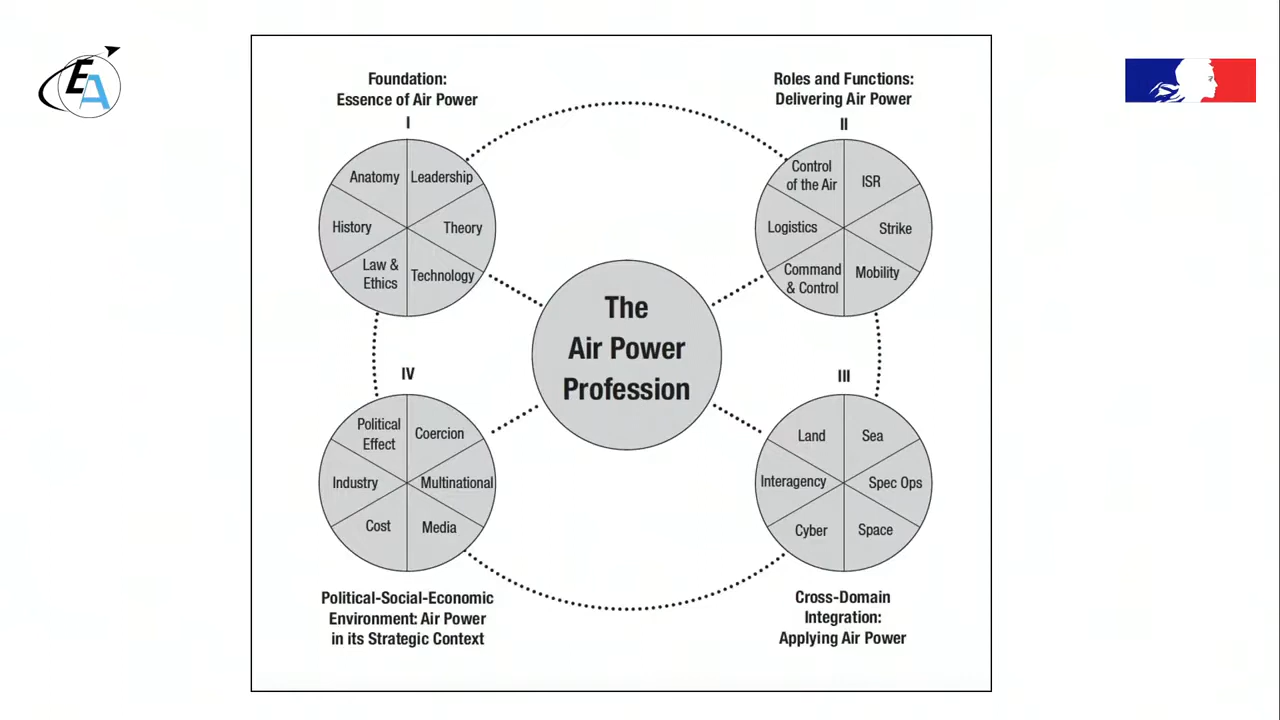 EA
Foundation:
Essence of Air Power
I
Anatomy
Leadership
History
Theory
Law &
Ethics
Technology
Roles and Functions:
Delivering Air Power
II
Control
of the Air
ISR
Logistics
Strike
Command
& Control
Mobility
The
Air Power
Profession
IV
Political
Effect
Coercion
Industry
Multinational
Cost
Media
Political-Social-Economic
Environment: Air Power
in its Strategic Context
III
Land
Sea
Interagency
Spec Ops
Cyber
Space
Cross-Domain
Integration:
Applying Air Power